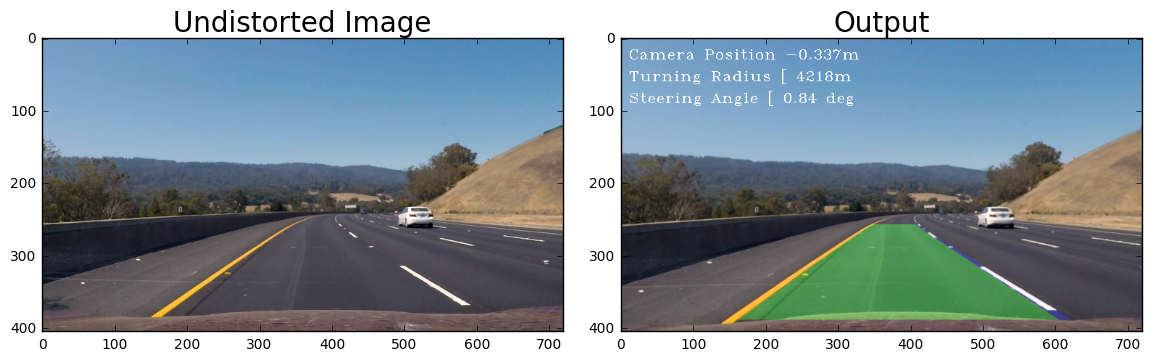 Undistorted Image
0
100
200
300
400
0 100 200 300 400 500 600 700
Output
Camera Position -0.337m
Turning Radius [ 4218m
Steering Angle [ 0.84 deg
0
100
200
300
400
0 100 200 300 400 500 600 700